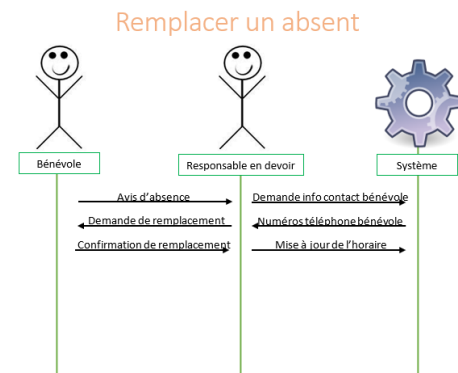 Remplacer un absent
Bénévole
Responsable en devoir
Système
Avis d'absence
Demande info contact bénévole
Demande de remplacement
Numéros téléphone bénévole
Confirmation de remplacement
Mise à jour de l'horaire